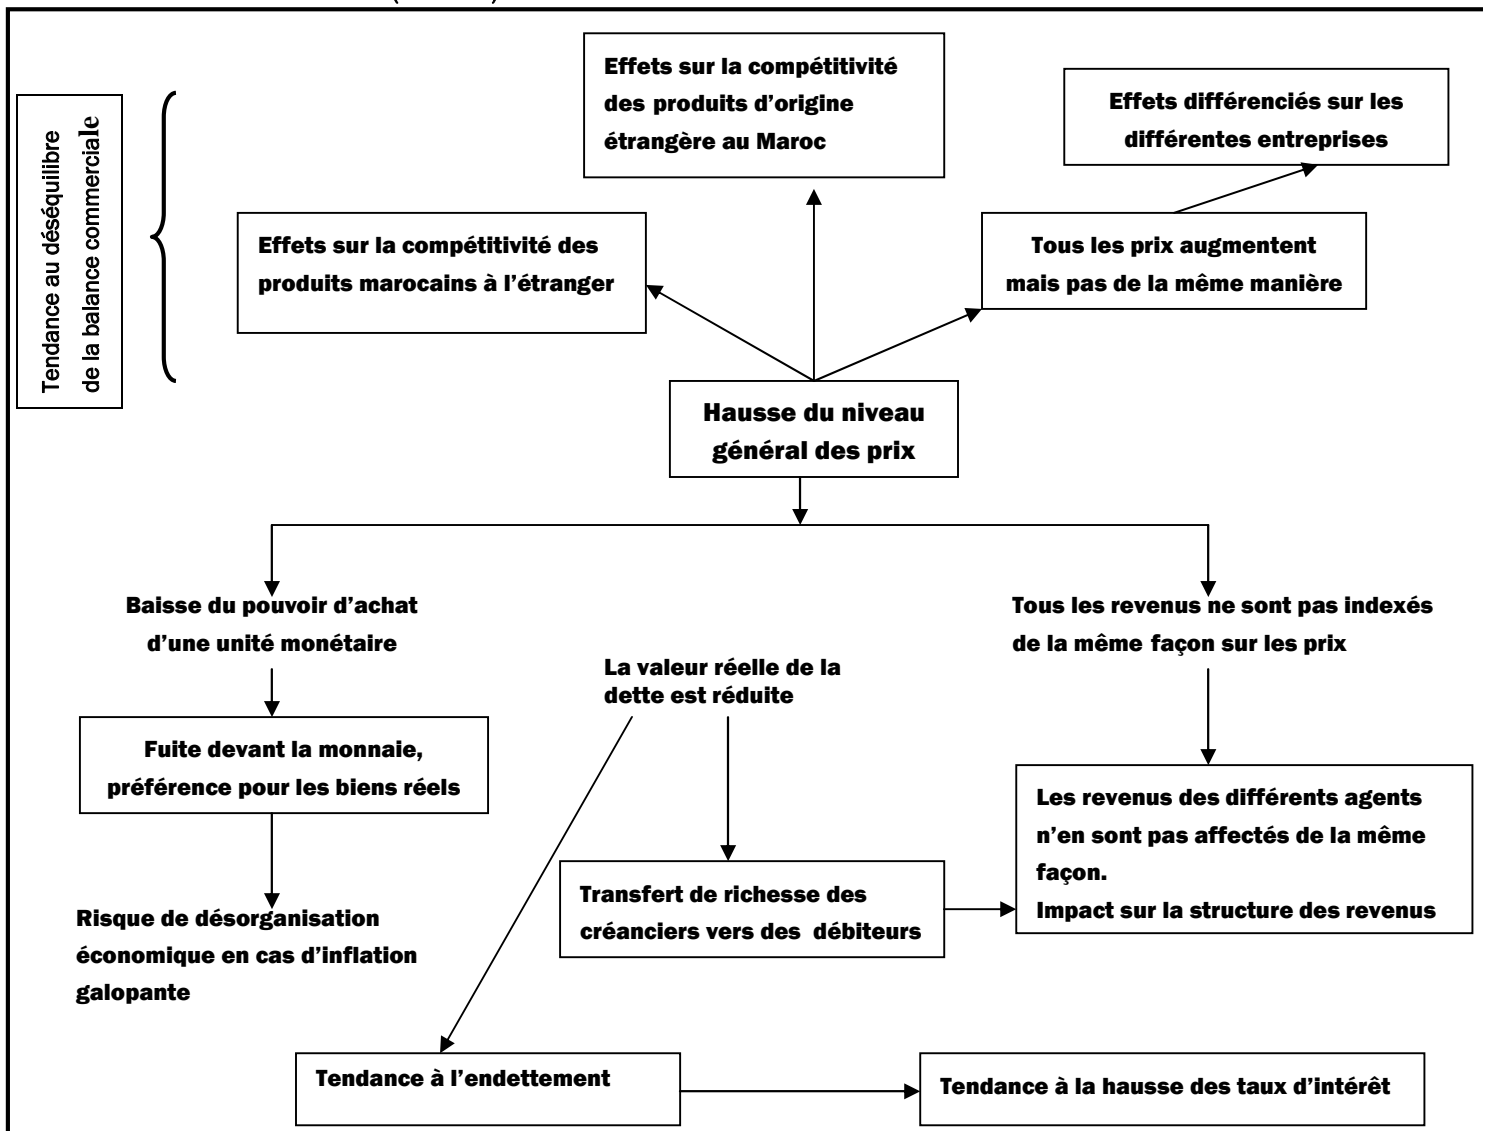 Effets sur la compétitivité
des produits d'origine
étrangère au Maroc
Effets différenciés sur les
différentes entreprises
Tendance au déséquilibre
de la balance commerciale
Effets sur la compétitivité des
produits marocains à l'étranger
Tous les prix augmentent
mais pas de la même manière
Hausse du niveau
général des prix
Baisse du pouvoir d'achat
d'une unité monétaire
Tous les revenus ne sont pas indexés
de la même façon sur les prix
La valeur réelle de la
dette est réduite
Fuite devant la monnaie,
préférence pour les biens réels
Les revenus des différents agents
n'en sont pas affectés de la même
façon.
Impact sur la structure des revenus
Transfert de richesse des
créanciers vers des débiteurs
Risque de désorganisation
économique en cas d'inflation
galopante
Tendance à l'endettement
Tendance à la hausse des taux d'intérêt